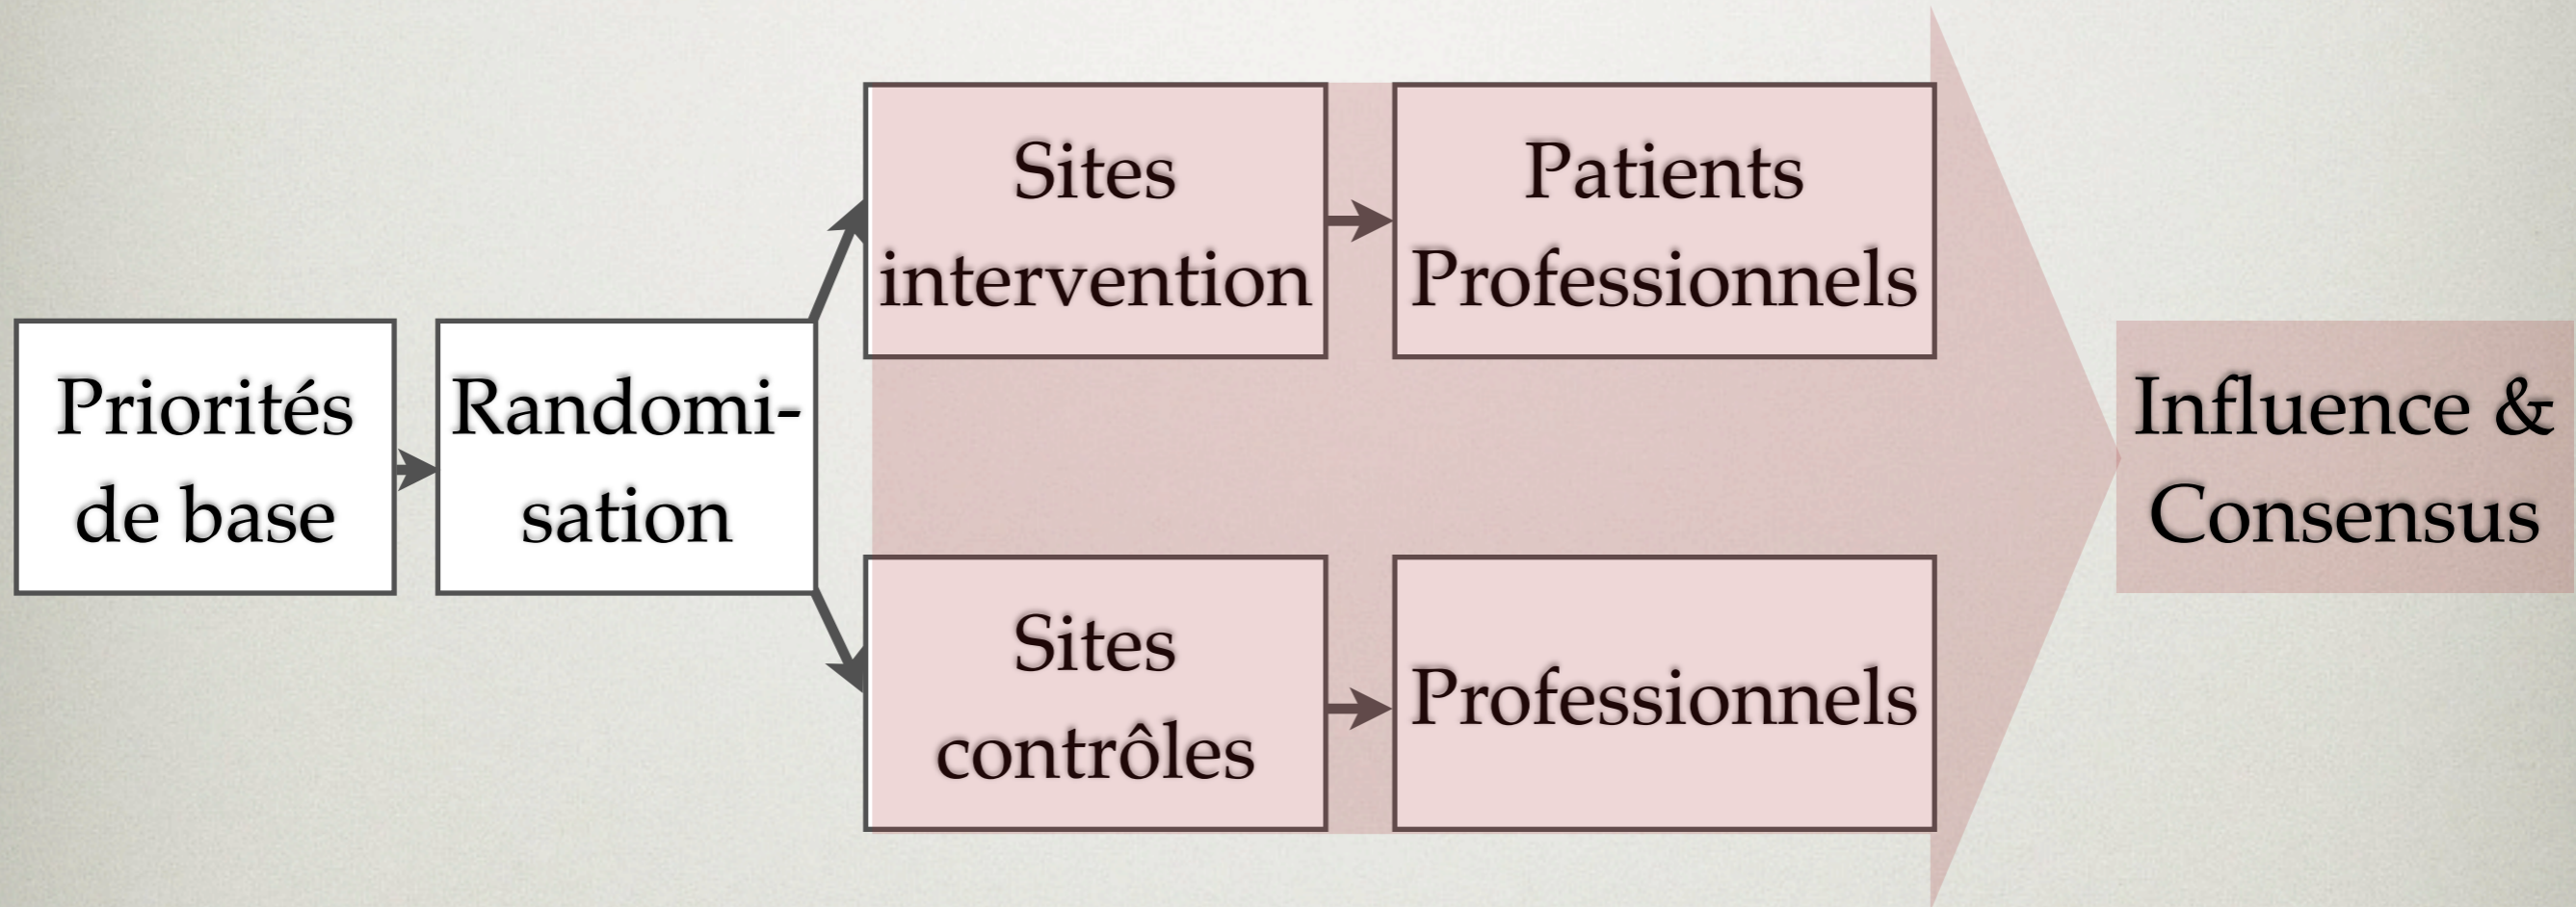 Priorités
de base
Randomi-
sation
Sites
intervention
Patients
Professionnels
Sites
contrôles
Professionnels
Influence &
Consensus